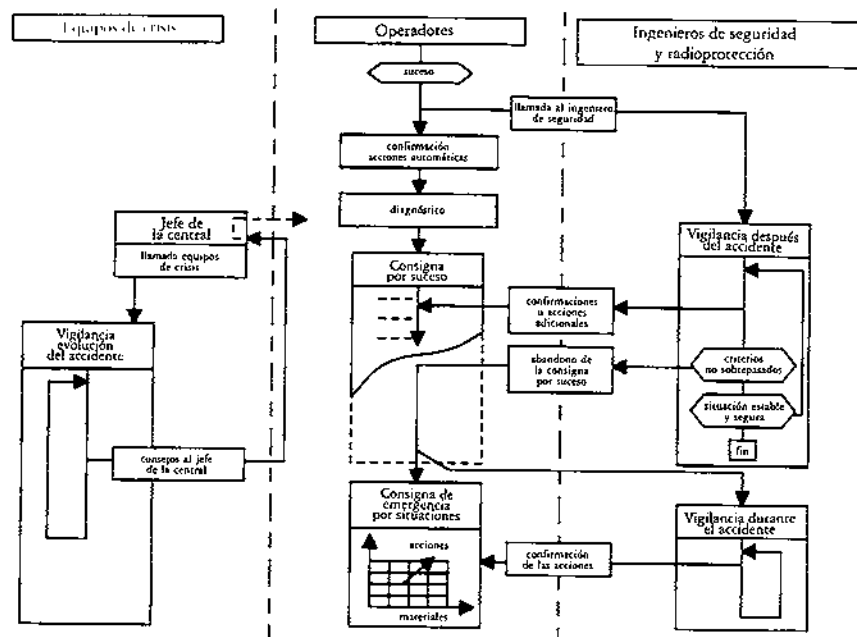 Equipos de crisis
Operadores
Ingenieros de seguridad
y radioprotección
suceso
llamada al ingeniero
de seguridad
confirmación
acciones automáticas
diagnóstico
Jefe de
la central
llamada equipos
de crisis
Consigna
por suceso
Vigilancia después
del accidente
confirmaciones
u acciones
adicionales
Vigilancia
evolución
del accidente
abandono de
la consigna
por suceso
criterios
no sobrepasados
situación estable
y segura
fin
consejos al jefe
de la central
Consigna de
emergencia
por situaciones
acciones
materiales
confirmación
de las acciones
Vigilancia durante
el accidente